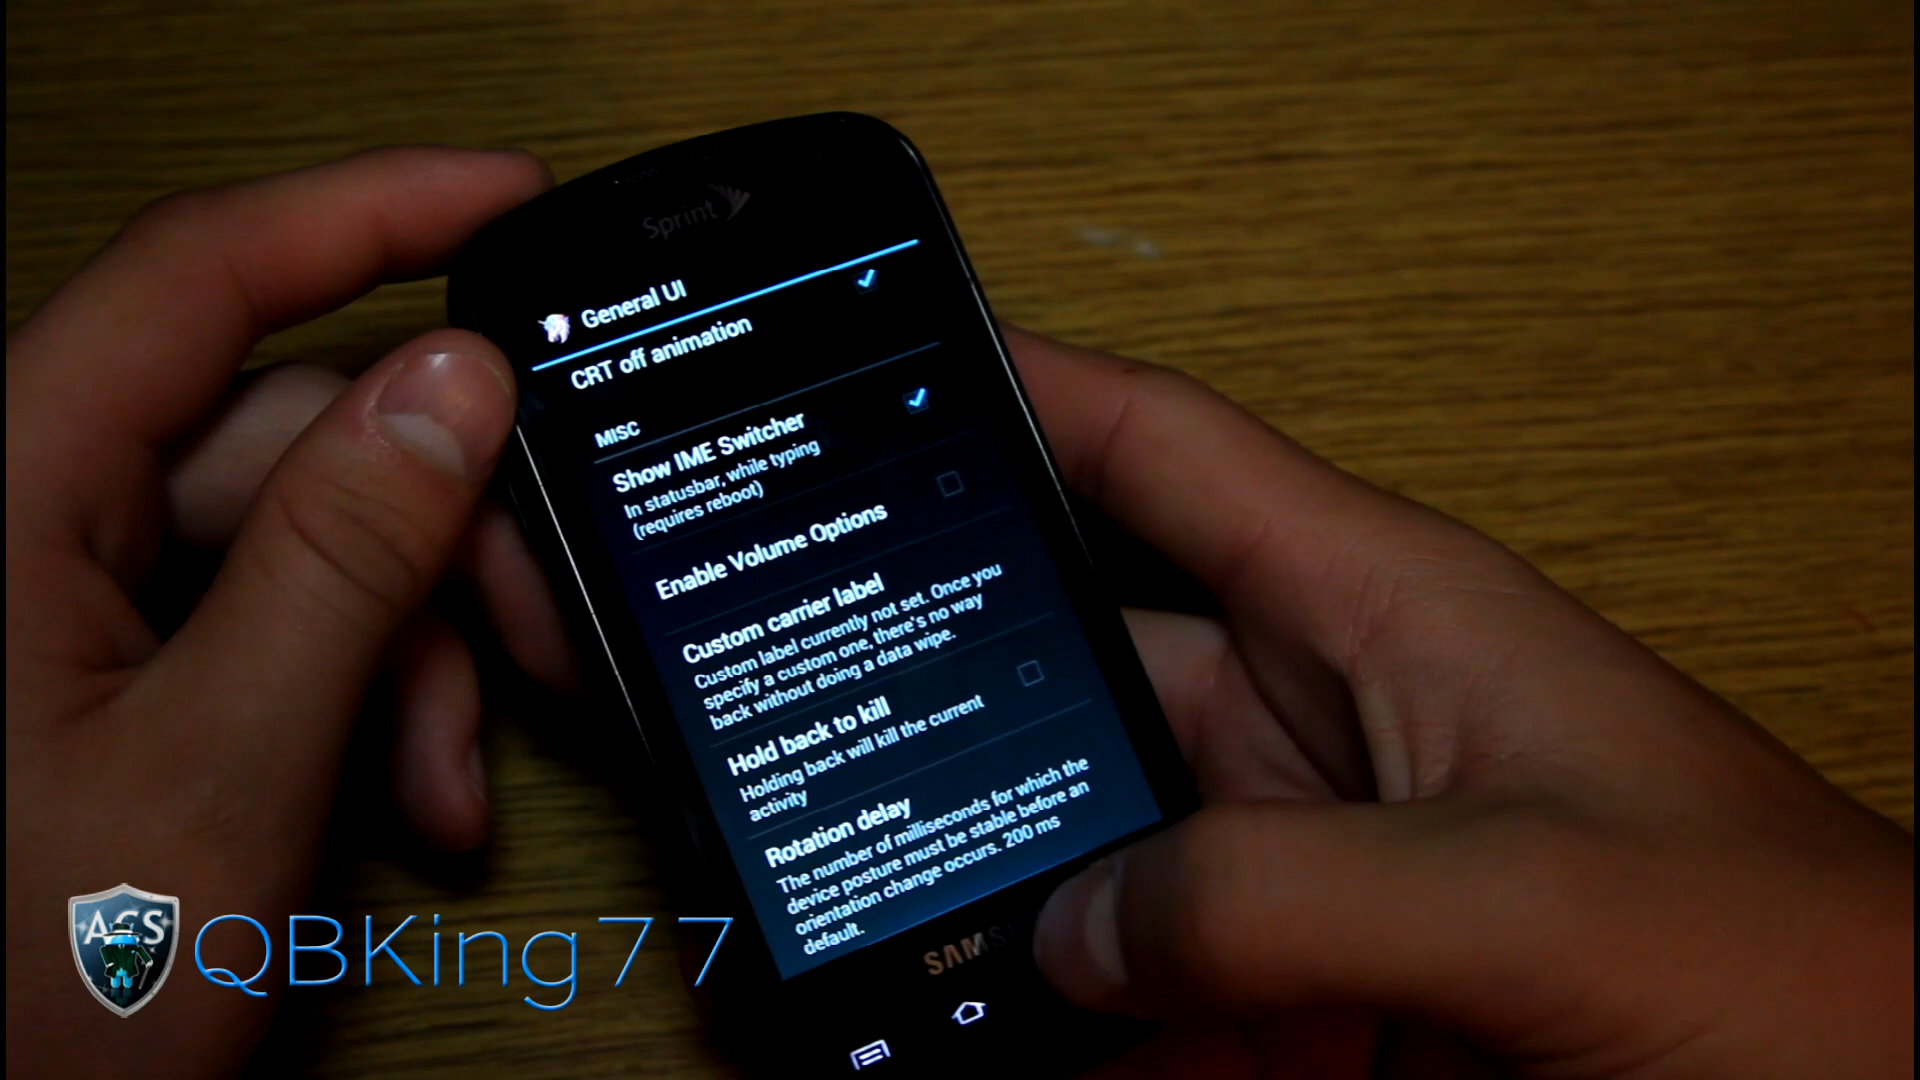 Sprint
General UI
CRT off animation
MISC
Show IME Switcher
In statusbar, while typing
(requires reboot)
Enable Volume Options
Custom carrier label
Custom label currently not set. Once you
specify a custom one, there's no way
back without doing a data wipe.
Hold back to kill
Holding back will kill the current
activity
Rotation delay
The number of milliseconds for which the
device posture must be stable before an
orientation change occurs. 200 ms
default.
SAMS
ACS
QBKing77